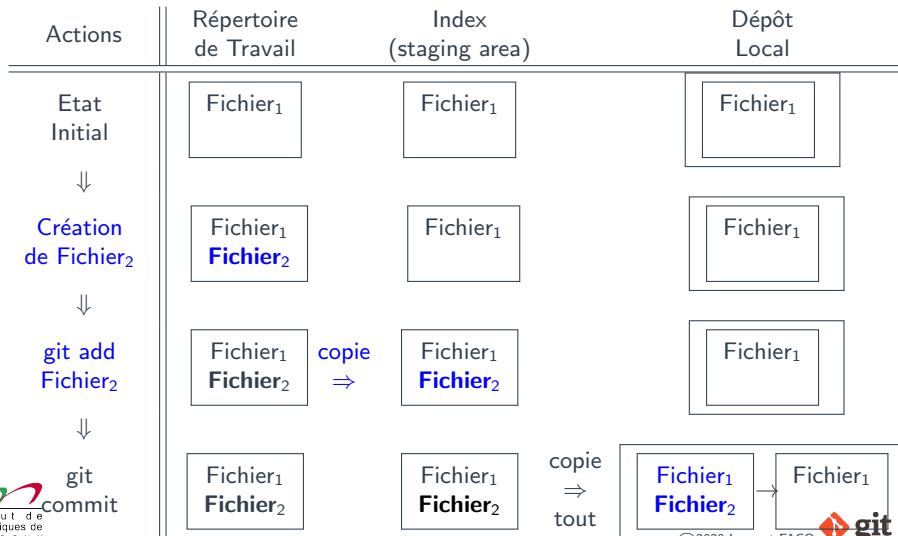 Actions Répertoire de Travail Index (staging area) Dépôt Local
Etat Initial Fichier₁ Fichier₁ Fichier₁
⇓
Création Fichier₁ Fichier₁ Fichier₁
de Fichier₂ Fichier₂
⇓
git add Fichier₁ copie Fichier₁ Fichier₁
Fichier₂ Fichier₂ ⇒ Fichier₂
⇓
git Fichier₁ Fichier₁ copie Fichier₁ → Fichier₁
commit Fichier₂ Fichier₂ ⇒ Fichier₂
tout
iques de
git